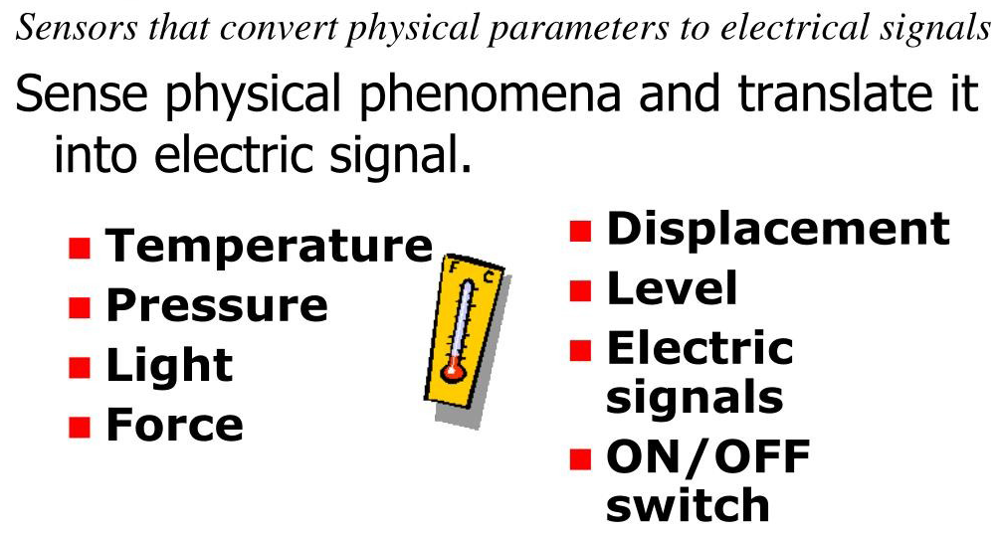 Sensors that convert physical parameters to electrical signals
Sense physical phenomena and translate it
into electric signal.
Temperature
Pressure
Light
Force
F C
Displacement
Level
Electric
signals
ON/OFF
switch